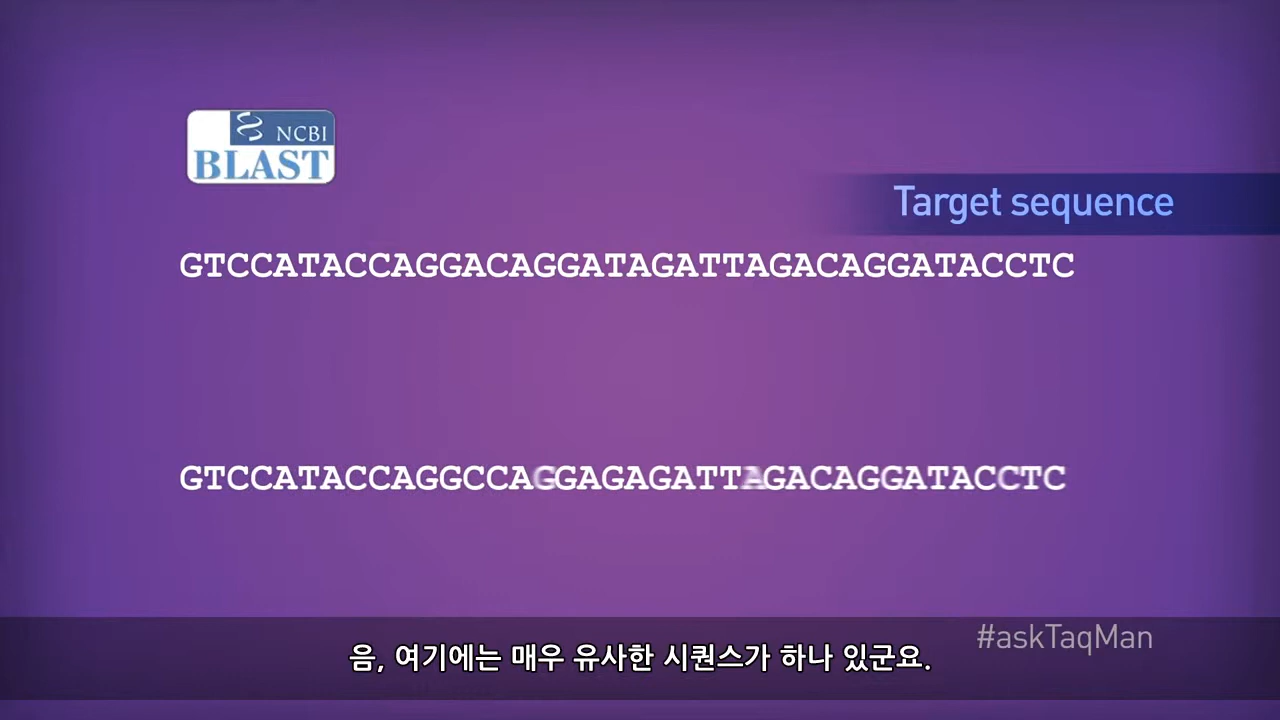 NCBI
BLAST
Target sequence
GTCCATACCAGGACAGGATAGATTAGACAGGATACCTC
GTCCATACCAGGCCAGGAGAGATTAGACAGGATACCTC
#askTaqMan
음, 여기에는 매우 유사한 시퀀스가 하나 있군요.